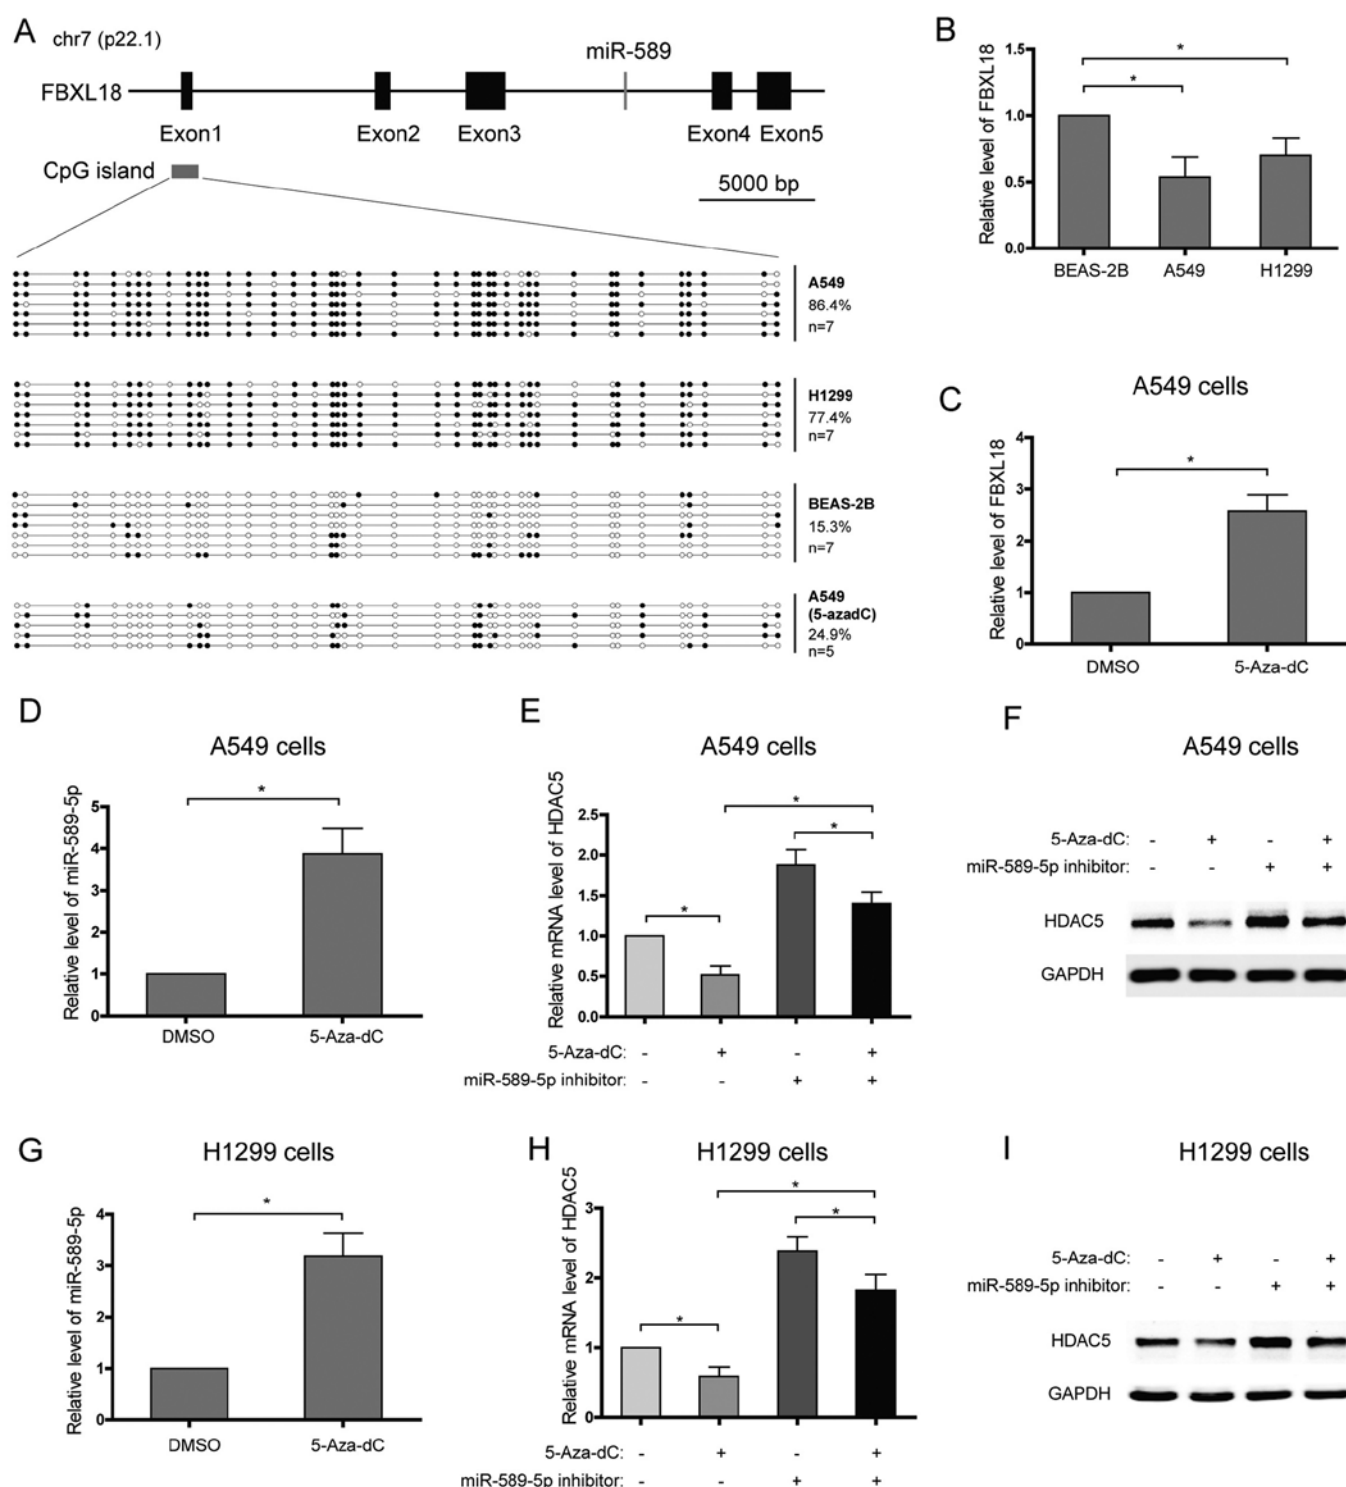 A
chr7 (p22.1)
miR-589
FBXL18
Exon1 Exon2 Exon3 Exon4 Exon5
CpG island
5000 bp
A549
86.4%
n=7
H1299
77.4%
n=7
BEAS-2B
15.3%
n=7
A549
(5-azadC)
24.9%
n=5
B
Relative level of FBXL18
1.5
1.0
0.5
0.0
* *
BEAS-2B A549 H1299
C
A549 cells
Relative level of FBXL18
4
3
2
1
0
*
DMSO 5-Aza-dC
D
A549 cells
Relative level of miR-589-5p
5
4
3
2
1
0
*
DMSO 5-Aza-dC
E
A549 cells
Relative mRNA level of HDAC5
2.5
2.0
1.5
1.0
0.5
0.0
* * *
5-Aza-dC: - + - +
miR-589-5p inhibitor: - - + +
F
A549 cells
5-Aza-dC: - + - +
miR-589-5p inhibitor: - - + +
HDAC5
GAPDH
G
H1299 cells
Relative level of miR-589-5p
4
3
2
1
0
*
DMSO 5-Aza-dC
H
H1299 cells
Relative mRNA level of HDAC5
3
2
1
0
* * *
5-Aza-dC: - + - +
miR-589-5p inhibitor: - - + +
I
H1299 cells
5-Aza-dC: - + - +
miR-589-5p inhibitor: - - + +
HDAC5
GAPDH